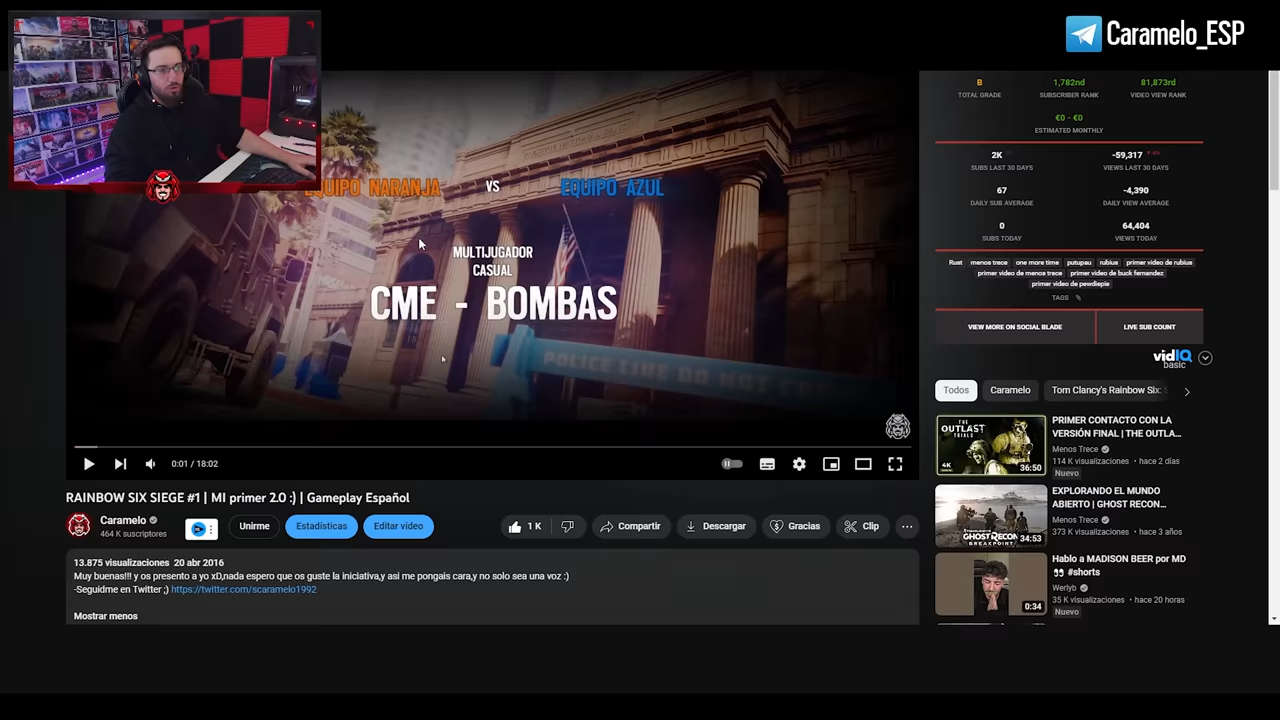 Caramelo_ESP
EQUIPO NARANJA VS EQUIPO AZUL
MULTIJUGADOR
CASUAL
CME - BOMBAS
POLICE LINE DO NOT
0:01 / 18:02
RAINBOW SIX SIEGE #1 | MI primer 2.0 :) | Gameplay Español
Caramelo
464 K suscriptores
Unirme
Estadísticas
Editar vídeo
1 K
Compartir
Descargar
Gracias
Clip
13.875 visualizaciones 20 abr 2016
Muy buenas!!! y os presento a yo xD,nada espero que os guste la iniciativa,y asi me pongais cara,y no solo sea una voz :)
-Seguidme en Twitter ;) https://twitter.com/scaramelo1992
Mostrar menos
B 1,782nd 81,873rd
TOTAL GRADE SUBSCRIBER RANK VIDEO VIEW RANK
€0 - €0
ESTIMATED MONTHLY
2K -59,317
SUBS LAST 30 DAYS VIEWS LAST 30 DAYS
67 -4,390
DAILY SUB AVERAGE DAILY VIEW AVERAGE
0 64,404
SUBS TODAY VIEWS TODAY
Rust menos trece one more time putupau rubius primer video de rubius
primer video de menos trece primer video de buck fernandez
primer video de pewdiepie
TAGS
VIEW MORE ON SOCIAL BLADE LIVE SUB COUNT
vidIQ
basic
Todos Caramelo Tom Clancy's Rainbow Six:
THE OUTLAST TRIALS
4K
36:50
PRIMER CONTACTO CON LA
VERSIÓN FINAL | THE OUTLA...
Menos Trece
114 K visualizaciones • hace 2 días
Nuevo
GHOST RECON
BREAKPOINT
34:53
EXPLORANDO EL MUNDO
ABIERTO | GHOST RECON...
Menos Trece
373 K visualizaciones • hace 3 años
0:34
Hablo a MADISON BEER por MD
👀 #shorts
Werlyb
35 K visualizaciones • hace 20 horas
Nuevo